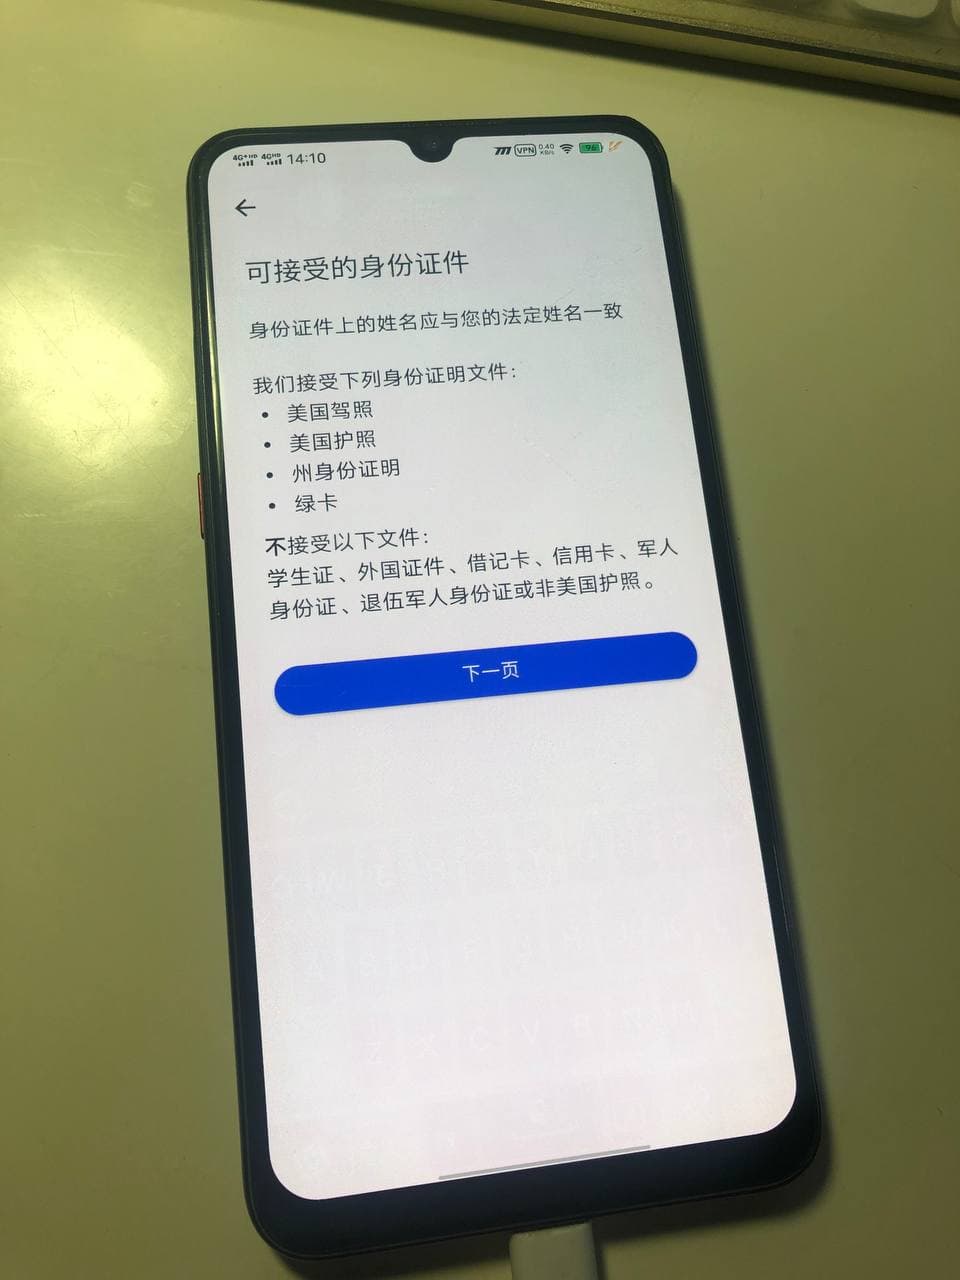 4G+HD 4GHD 14:10 VPN 0.40 KB/s 96
可接受的身份证件
身份证件上的姓名应与您的法定姓名一致
我们接受下列身份证明文件：
• 美国驾照
• 美国护照
• 州身份证明
• 绿卡
不接受以下文件：
学生证、外国证件、借记卡、信用卡、军人
身份证、退伍军人身份证或非美国护照。
下一页